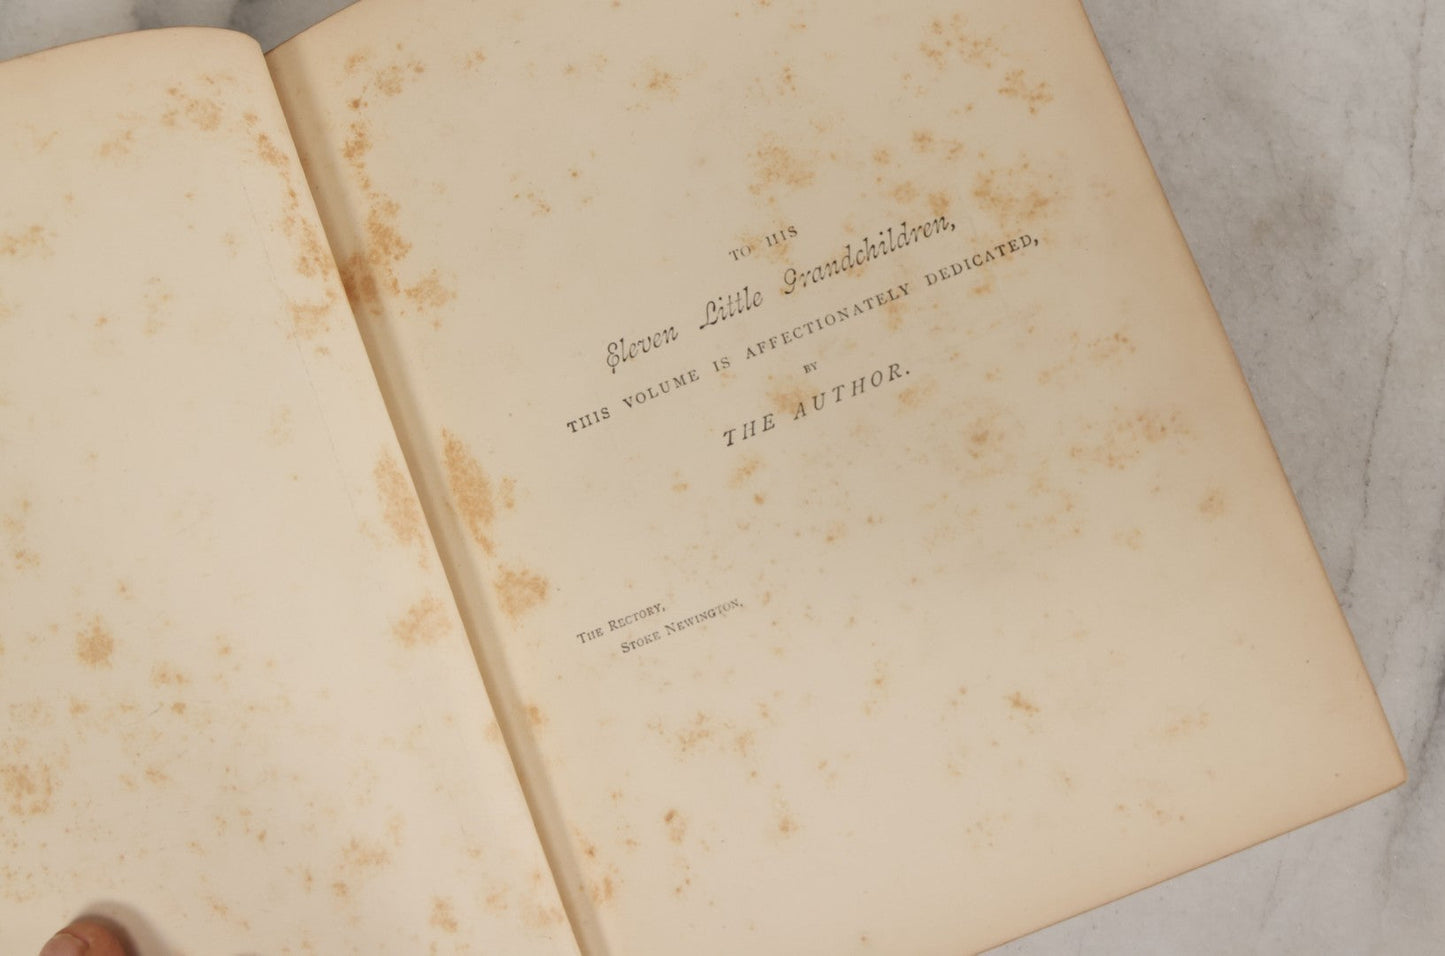 TO HIS
Eleven Little Grandchildren,
THIS VOLUME IS AFFECTIONATELY DEDICATED,
BY
THE AUTHOR.
THE RECTORY,
STOKE NEWINGTON.